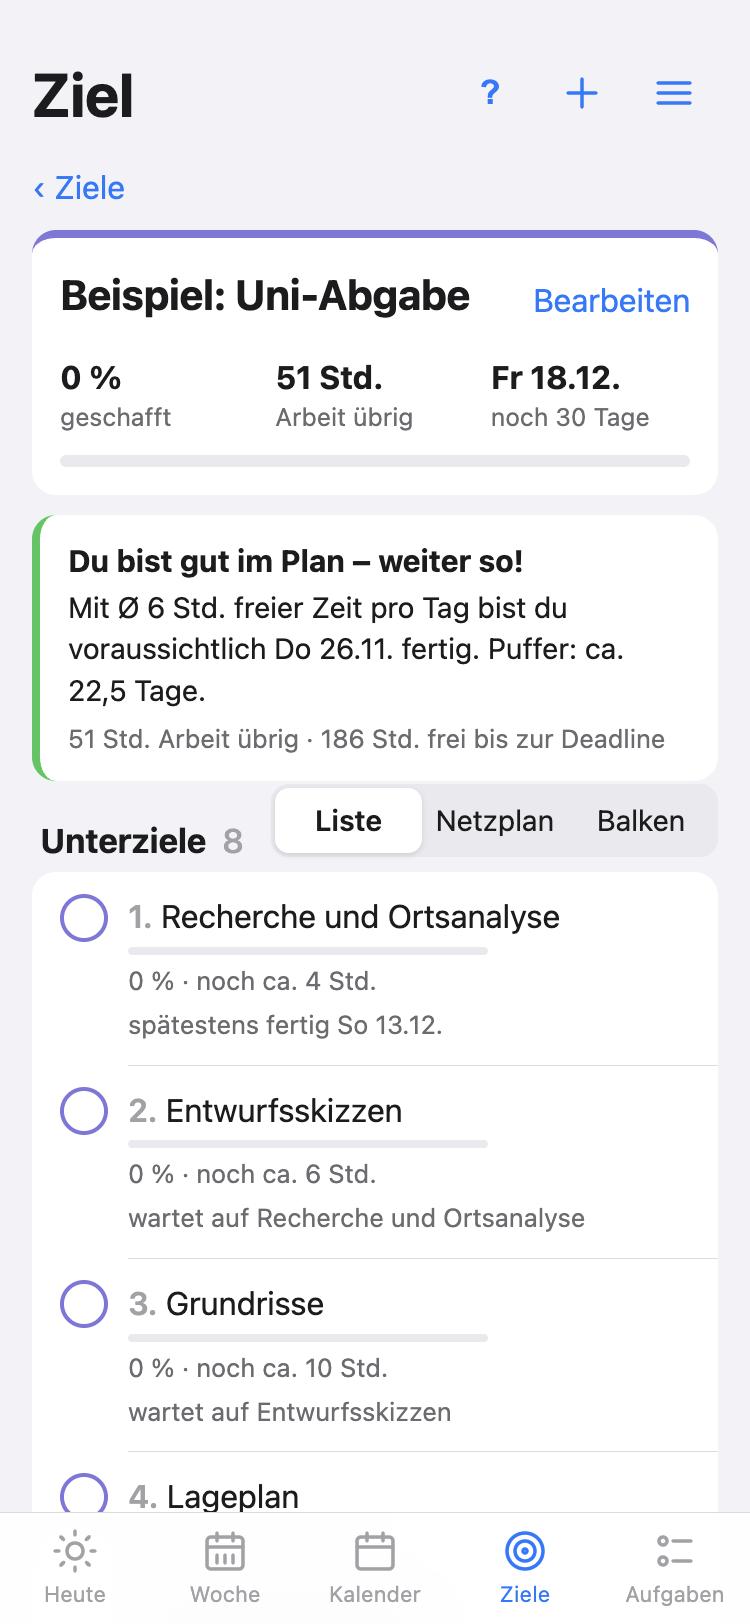 Ziel
?
‹ Ziele
Beispiel: Uni-Abgabe
Bearbeiten
0 %
51 Std.
Fr 18.12.
geschafft
Arbeit übrig
noch 30 Tage
Du bist gut im Plan – weiter so!
Mit Ø 6 Std. freier Zeit pro Tag bist du
voraussichtlich Do 26.11. fertig. Puffer: ca.
22,5 Tage.
51 Std. Arbeit übrig · 186 Std. frei bis zur Deadline
Unterziele 8
Liste
Netzplan
Balken
1. Recherche und Ortsanalyse
0 % · noch ca. 4 Std.
spätestens fertig So 13.12.
2. Entwurfsskizzen
0 % · noch ca. 6 Std.
wartet auf Recherche und Ortsanalyse
3. Grundrisse
0 % · noch ca. 10 Std.
wartet auf Entwurfsskizzen
4. Lageplan
Heute
Woche
Kalender
Ziele
Aufgaben